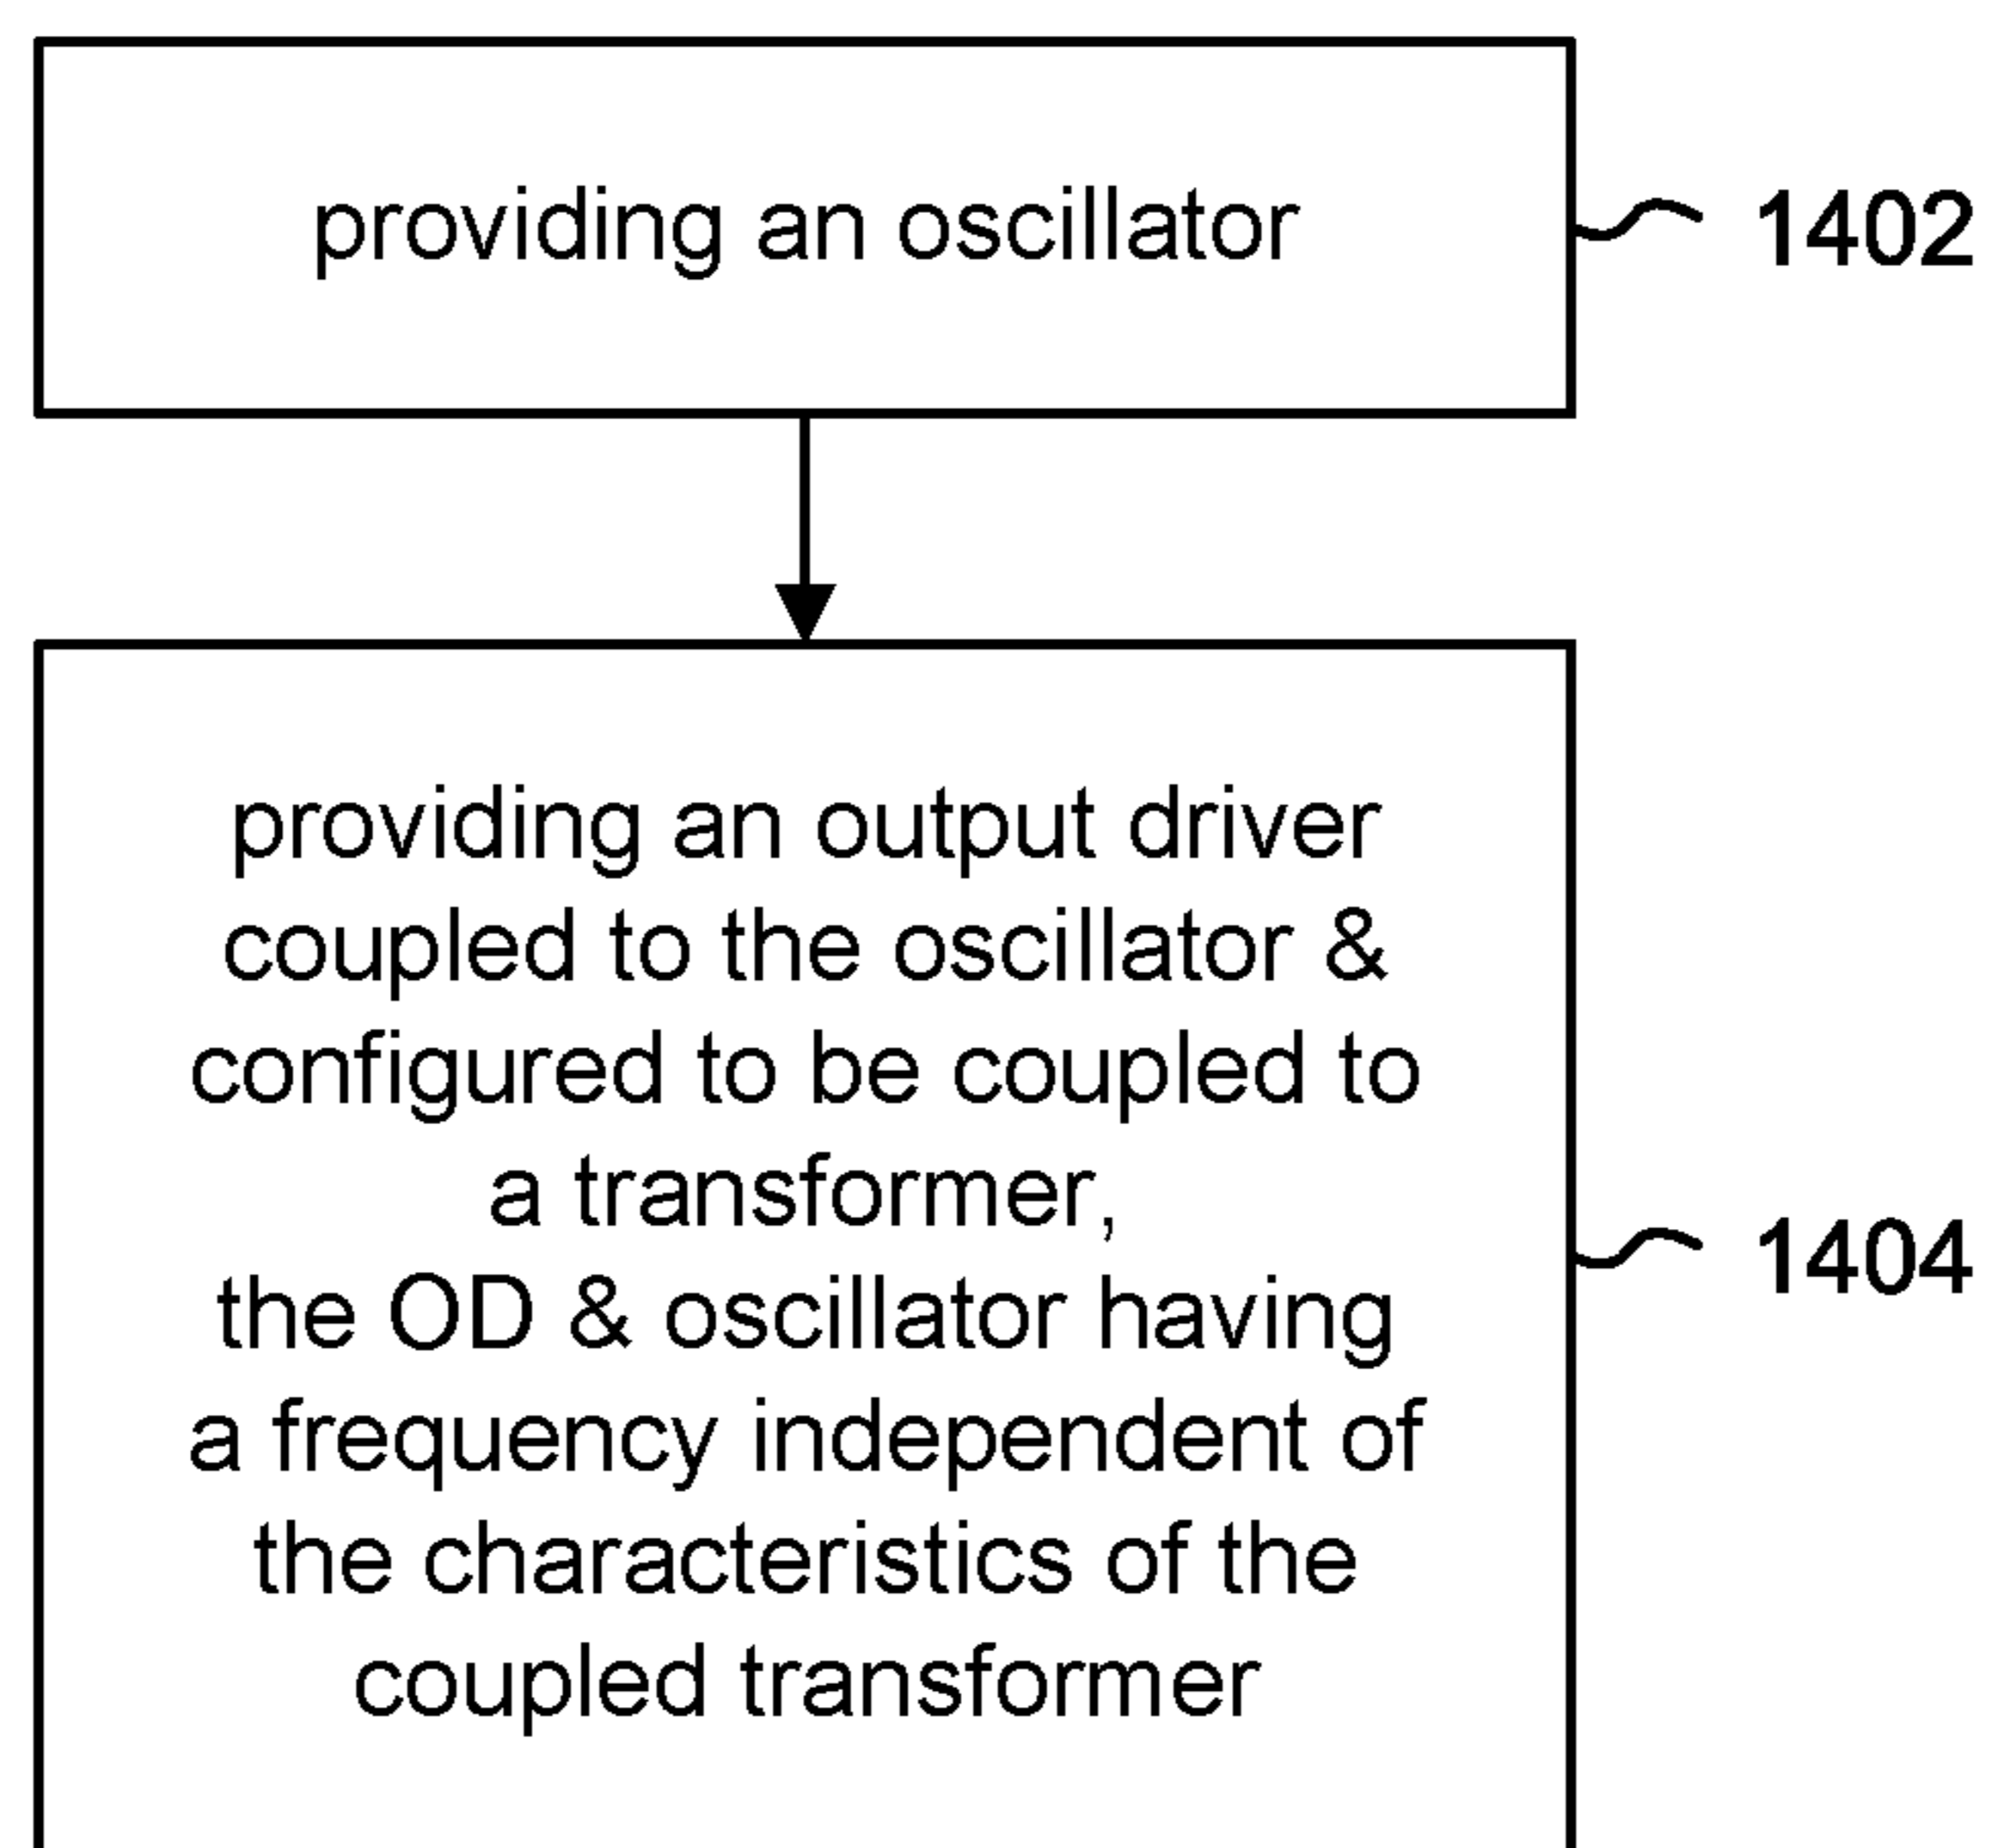 providing an oscillator
1402
providing an output driver
coupled to the oscillator &
configured to be coupled to
a transformer,
the OD & oscillator having
a frequency independent of
the characteristics of the
coupled transformer
1404